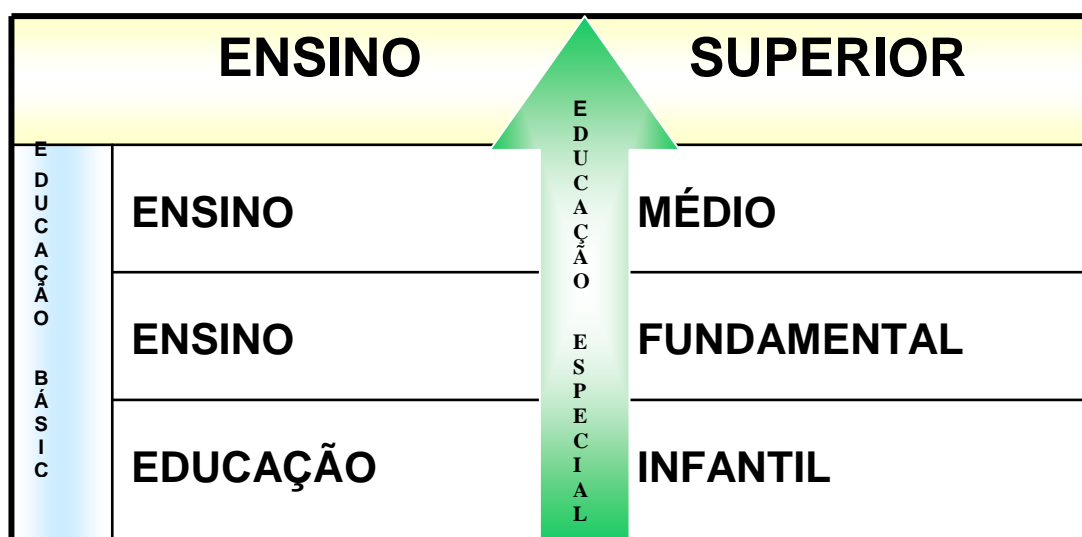 ENSINO SUPERIOR
EDUCAÇÃO BÁSIC
EDUCAÇÃO ESPECIAL
ENSINO MÉDIO
ENSINO FUNDAMENTAL
EDUCAÇÃO INFANTIL